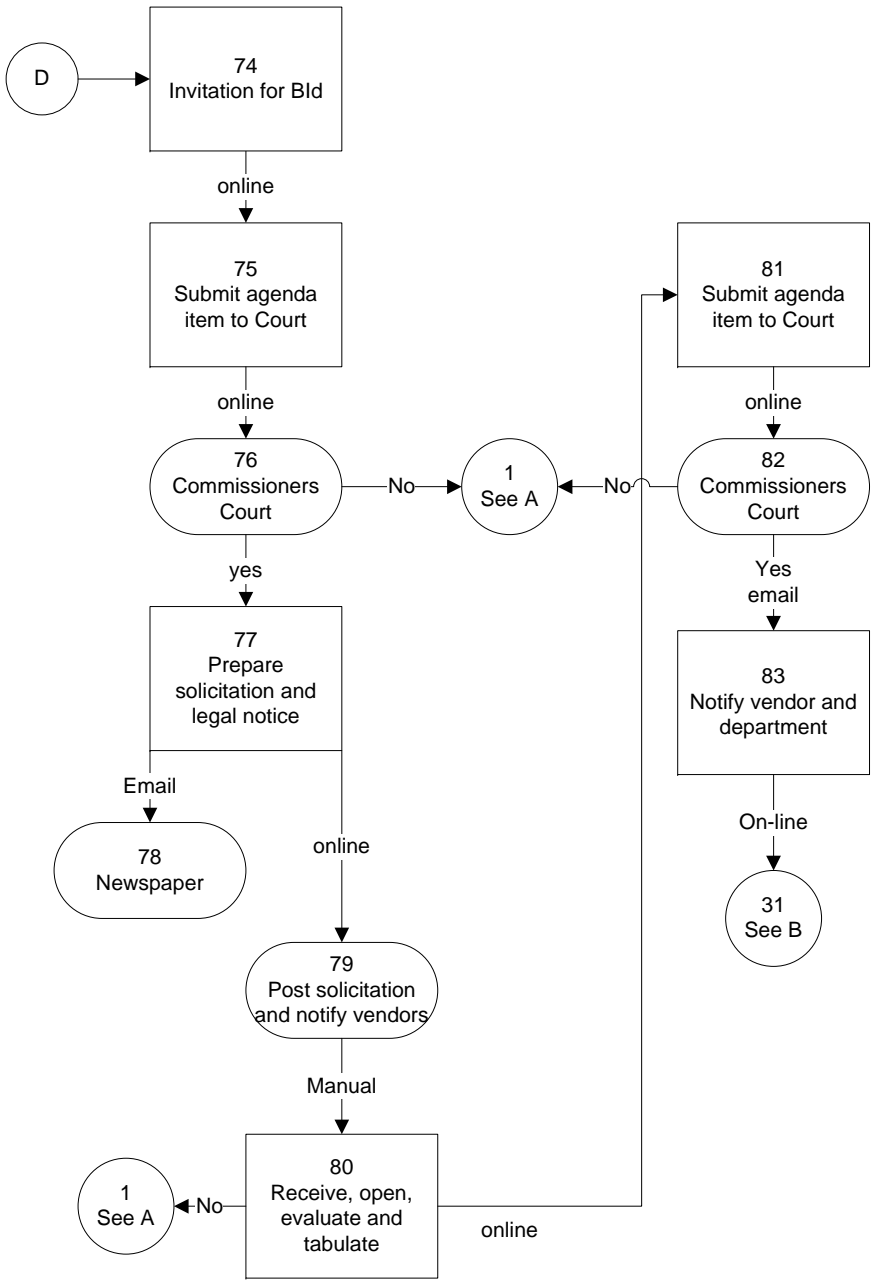 D
74
Invitation for BId
online
75
Submit agenda
item to Court
online
76
Commissioners
Court
No
1
See A
yes
77
Prepare
solicitation and
legal notice
Email
78
Newspaper
online
79
Post solicitation
and notify vendors
Manual
80
Receive, open,
evaluate and
tabulate
No
1
See A
online
81
Submit agenda
item to Court
online
82
Commissioners
Court
No
Yes
email
83
Notify vendor and
department
On-line
31
See B